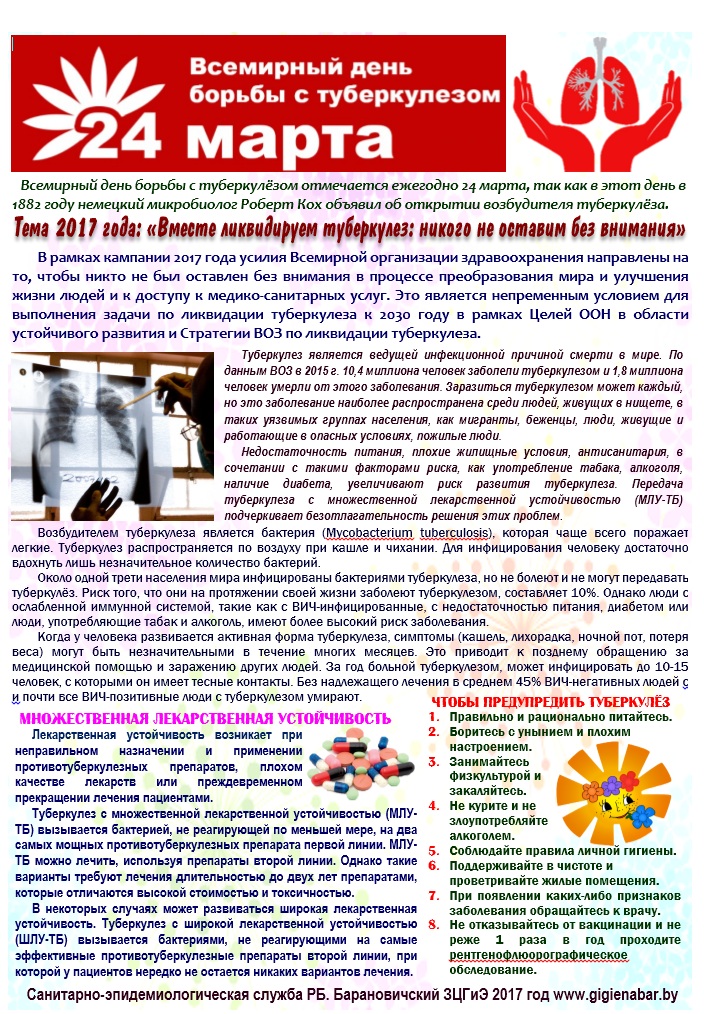 Всемирный день
борьбы с туберкулезом
24 марта
Всемирный день борьбы с туберкулёзом отмечается ежегодно 24 марта, так как в этот день в
1882 году немецкий микробиолог Роберт Кох объявил об открытии возбудителя туберкулёза.
Тема 2017 года: «Вместе ликвидируем туберкулез: никого не оставим без внимания»
В рамках кампании 2017 года усилия Всемирной организации здравоохранения направлены на
то, чтобы никто не был оставлен без внимания в процессе преобразования мира и улучшения
жизни людей и к доступу к медико-санитарных услуг. Это является непременным условием для
выполнения задачи по ликвидации туберкулеза к 2030 году в рамках Целей ООН в области
устойчивого развития и Стратегии ВОЗ по ликвидации туберкулеза.
Туберкулез является ведущей инфекционной причиной смерти в мире. По
данным ВОЗ в 2015 г. 10,4 миллиона человек заболели туберкулезом и 1,8 миллиона
человек умерли от этого заболевания. Заразиться туберкулезом может каждый,
но это заболевание наиболее распространена среди людей, живущих в нищете, в
таких уязвимых группах населения, как мигранты, беженцы, люди, живущие и
работающие в опасных условиях, пожилые люди.
Недостаточность питания, плохие жилищные условия, антисанитария, в
сочетании с такими факторами риска, как употребление табака, алкоголя,
наличие диабета, увеличивают риск развития туберкулеза. Передача
туберкулеза с множественной лекарственной устойчивостью (МЛУ-ТБ)
подчеркивает безотлагательность решения этих проблем.
Возбудителем туберкулеза является бактерия (Mycobacterium tuberculosis), которая чаще всего поражает
легкие. Туберкулез распространяется по воздуху при кашле и чихании. Для инфицирования человеку достаточно
вдохнуть лишь незначительное количество бактерий.
Около одной трети населения мира инфицированы бактериями туберкулеза, но не болеют и не могут передавать
туберкулёз. Риск того, что они на протяжении своей жизни заболеют туберкулезом, составляет 10%. Однако люди с
ослабленной иммунной системой, такие как с ВИЧ-инфицированные, с недостаточностью питания, диабетом или
люди, употребляющие табак и алкоголь, имеют более высокий риск заболевания.
Когда у человека развивается активная форма туберкулеза, симптомы (кашель, лихорадка, ночной пот, потеря
веса) могут быть незначительными в течение многих месяцев. Это приводит к позднему обращению за
медицинской помощью и заражению других людей. За год больной туберкулезом, может инфицировать до 10-15
человек, с которыми он имеет тесные контакты. Без надлежащего лечения в среднем 45% ВИЧ-негативных людей с
и почти все ВИЧ-позитивные люди с туберкулезом умирают.
МНОЖЕСТВЕННАЯ ЛЕКАРСТВЕННАЯ УСТОЙЧИВОСТЬ
Лекарственная устойчивость возникает при
неправильном назначении и применении
противотуберкулезных препаратов, плохом
качестве лекарств или преждевременном
прекращении лечения пациентами.
Туберкулез с множественной лекарственной устойчивостью (МЛУ-
ТБ) вызывается бактерией, не реагирующей по меньшей мере, на два
самых мощных противотуберкулезных препарата первой линии. МЛУ-
ТБ можно лечить, используя препараты второй линии. Однако такие
варианты требуют лечения длительностью до двух лет препаратами,
которые отличаются высокой стоимостью и токсичностью.
В некоторых случаях может развиваться широкая лекарственная
устойчивость. Туберкулез с широкой лекарственной устойчивостью
(ШЛУ-ТБ) вызывается бактериями, не реагирующими на самые
эффективные противотуберкулезные препараты второй линии, при
которой у пациентов нередко не остается никаких вариантов лечения.
ЧТОБЫ ПРЕДУПРЕДИТЬ ТУБЕРКУЛЁЗ
1. Правильно и рационально питайтесь.
2. Боритесь с унынием и плохим
настроением.
3. Занимайтесь
физкультурой и
закаляйтесь.
4. Не курите и не
злоупотребляйте
алкоголем.
5. Соблюдайте правила личной гигиены.
6. Поддерживайте в чистоте и
проветривайте жилые помещения.
7. При появлении каких-либо признаков
заболевания обращайтесь к врачу.
8. Не отказывайтесь от вакцинации и не
реже 1 раза в год проходите
рентгенофлюорографическое
обследование.
Санитарно-эпидемиологическая служба РБ. Барановичский ЗЦГиЭ 2017 год www.gigienabar.by